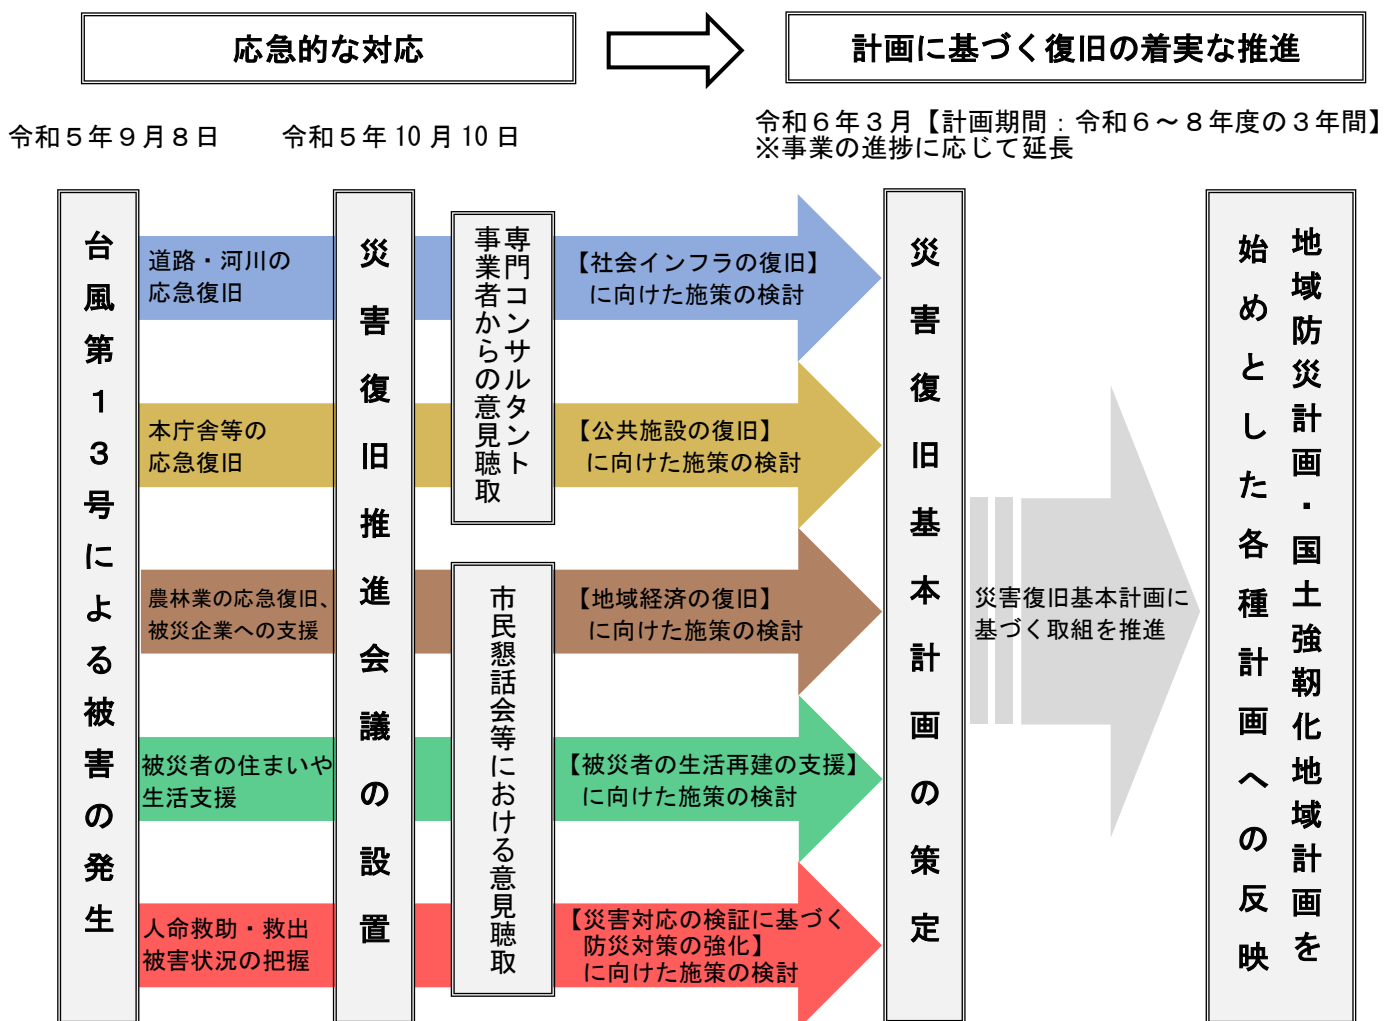 応急的な対応
計画に基づく復旧の着実な推進
令和５年９月８日
令和５年10月10日
令和６年３月【計画期間：令和６～８年度の３年間】
※事業の進捗に応じて延長
台風第１３号による被害の発生
道路・河川の
応急復旧
本庁舎等の
応急復旧
農林業の応急復旧、
被災企業への支援
被災者の住まいや
生活支援
人命救助・救出
被害状況の把握
災害復旧推進会議の設置
専門コンサルタント
事業者からの意見聴取
市民懇話会等における意見聴取
【社会インフラの復旧】
に向けた施策の検討
【公共施設の復旧】
に向けた施策の検討
【地域経済の復旧】
に向けた施策の検討
【被災者の生活再建の支援】
に向けた施策の検討
【災害対応の検証に基づく
防災対策の強化】
に向けた施策の検討
災害復旧基本計画の策定
災害復旧基本計画に
基づく取組を推進
地域防災計画・国土強靱化地域計画を
始めとした各種計画への反映